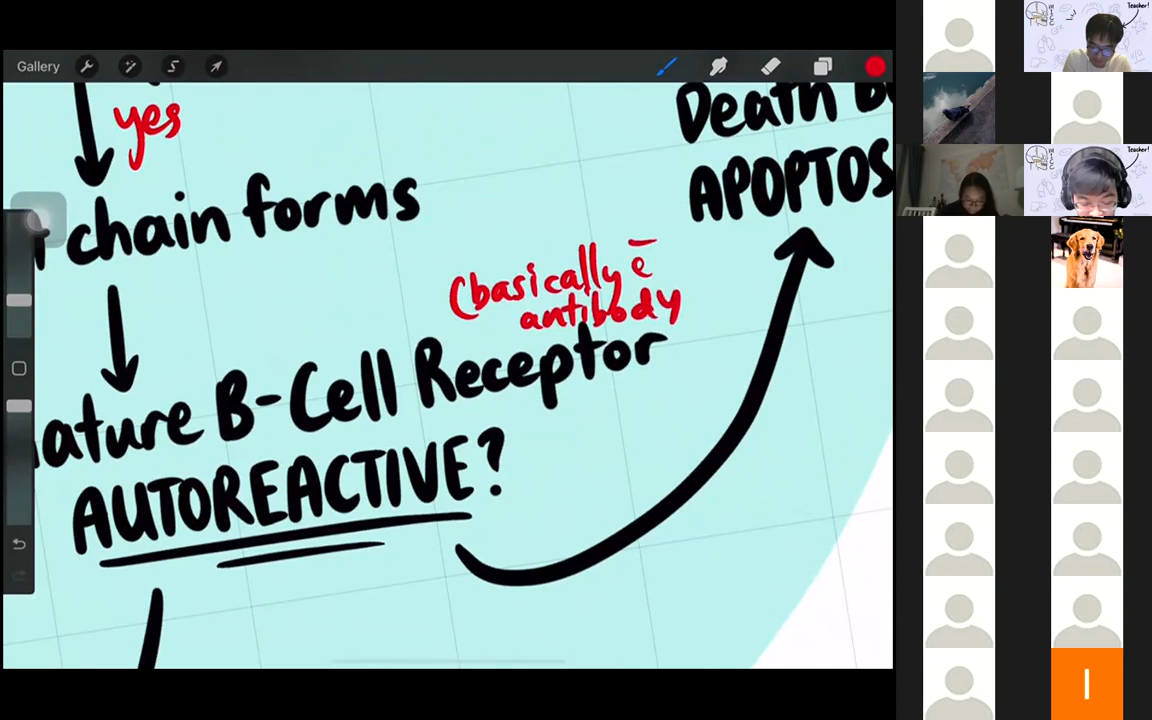 Gallery
yes
chain forms
Death
APOPTOS
(basically ē
antibody
ature B-Cell Receptor
AUTOREACTIVE?
Teacher!
Teacher!
I